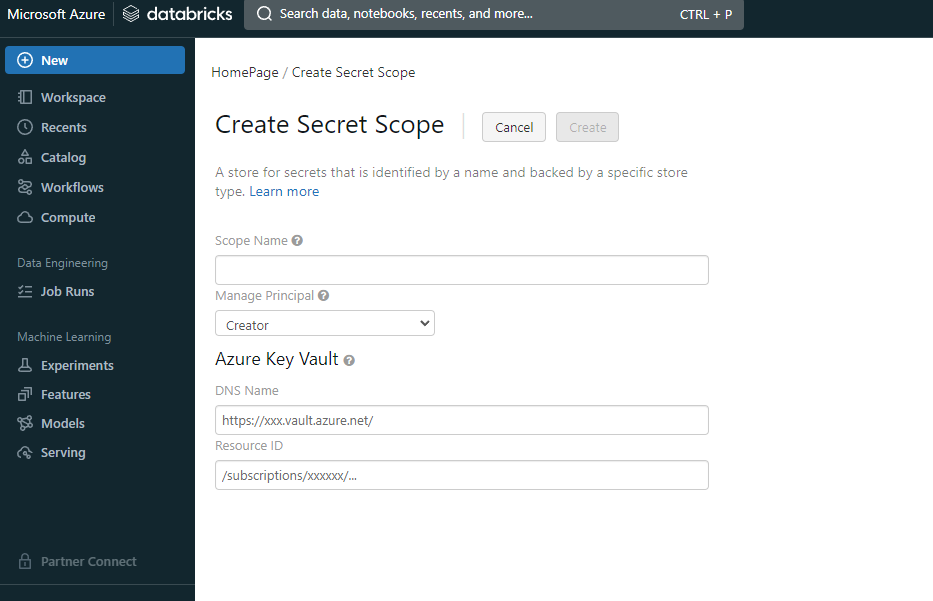 Microsoft Azure databricks Search data, notebooks, recents, and more... CTRL + P
New
Workspace
Recents
Catalog
Workflows
Compute
Data Engineering
Job Runs
Machine Learning
Experiments
Features
Models
Serving
Partner Connect
HomePage / Create Secret Scope
Create Secret Scope Cancel Create
A store for secrets that is identified by a name and backed by a specific store
type. Learn more
Scope Name ?
Manage Principal ?
Creator
Azure Key Vault ?
DNS Name
https://xxx.vault.azure.net/
Resource ID
/subscriptions/xxxxxx/...